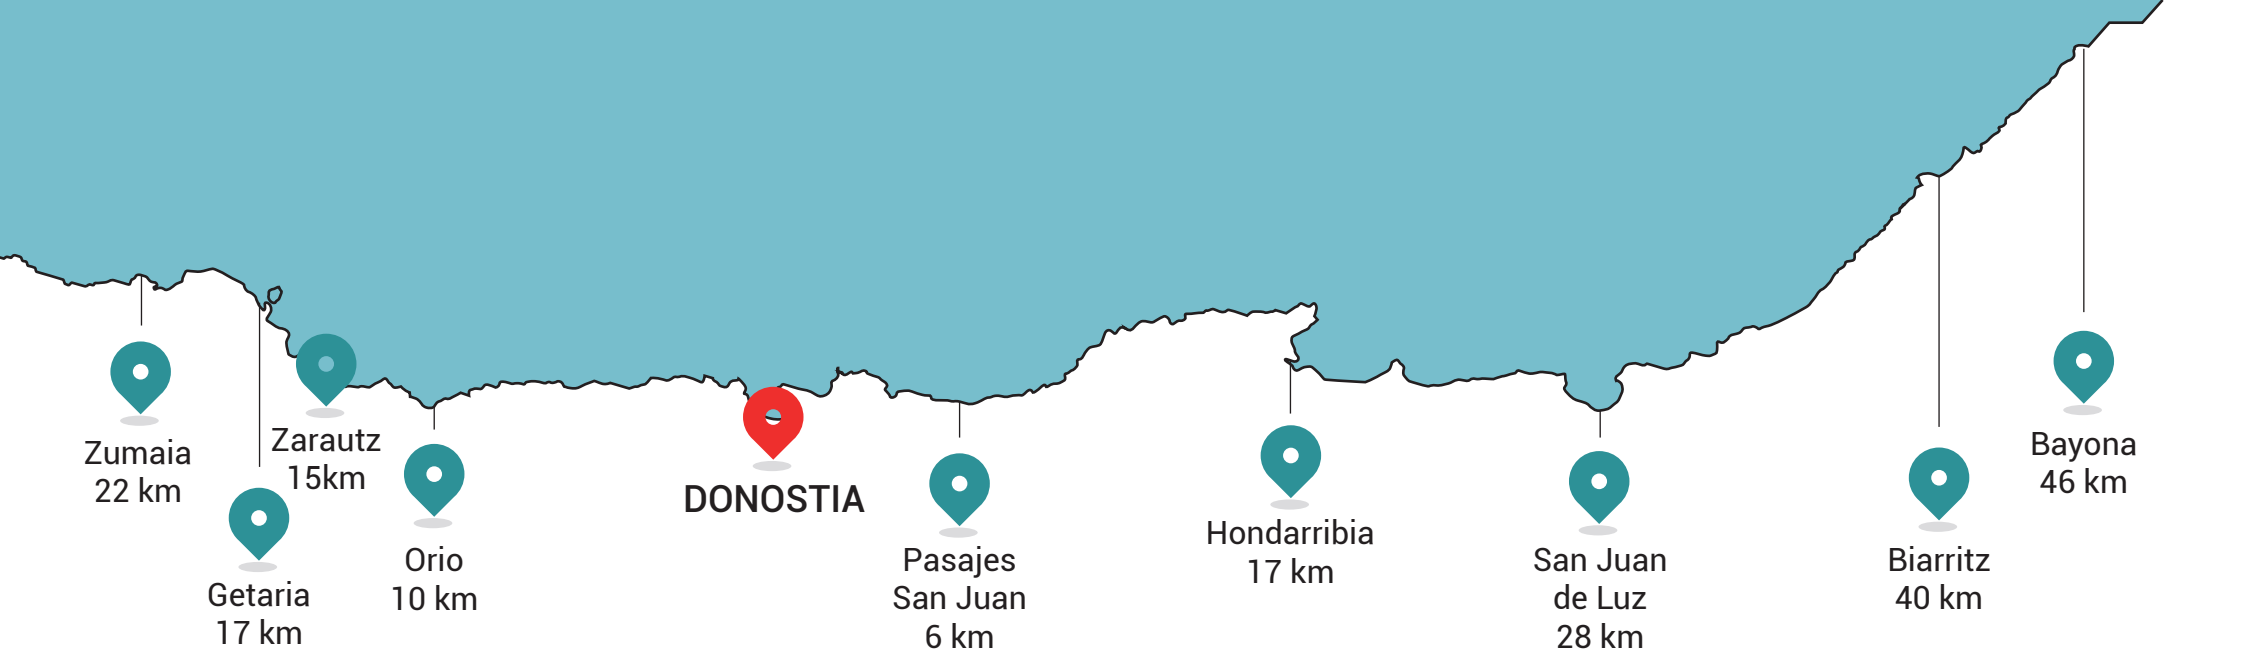 Zumaia
22 km
Getaria
17 km
Zarautz
15km
Orio
10 km
DONOSTIA
Pasajes
San Juan
6 km
Hondarribia
17 km
San Juan
de Luz
28 km
Biarritz
40 km
Bayona
46 km